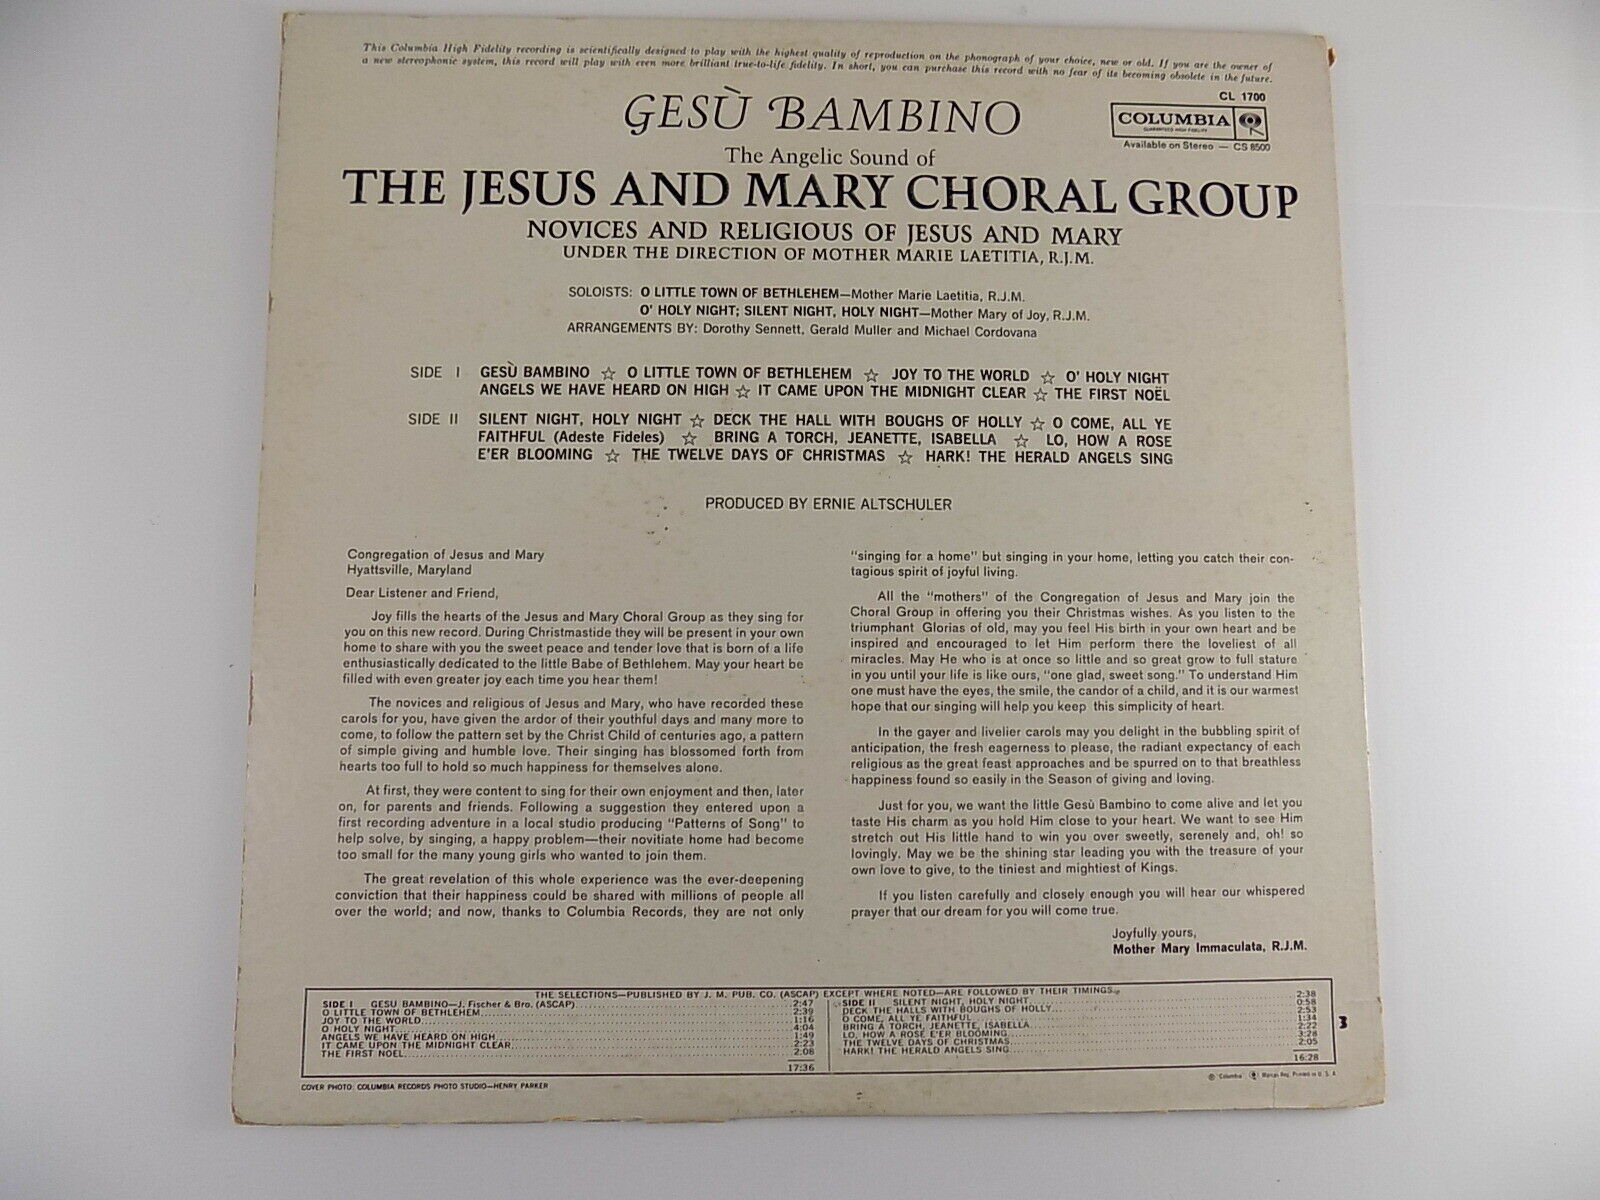 This Columbia High Fidelity recording is scientifically designed to play with the highest quality of reproduction on the phonograph of your choice, new or old. If you are the owner of
a new stereophonic system, this record will play with even more brilliant true-to-life fidelity. In short, you can purchase this record with no fear of its becoming obsolete in the future.
CL 1700
COLUMBIA
GUARANTEED HIGH FIDELITY
Available on Stereo — CS 8500
GESÙ BAMBINO
The Angelic Sound of
THE JESUS AND MARY CHORAL GROUP
NOVICES AND RELIGIOUS OF JESUS AND MARY
UNDER THE DIRECTION OF MOTHER MARIE LAETITIA, R.J.M.
SOLOISTS: O LITTLE TOWN OF BETHLEHEM—Mother Marie Laetitia, R.J.M.
O' HOLY NIGHT; SILENT NIGHT, HOLY NIGHT—Mother Mary of Joy, R.J.M.
ARRANGEMENTS BY: Dorothy Sennett, Gerald Muller and Michael Cordovana
SIDE I GESÙ BAMBINO ☆ O LITTLE TOWN OF BETHLEHEM ☆ JOY TO THE WORLD ☆ O' HOLY NIGHT
ANGELS WE HAVE HEARD ON HIGH ☆ IT CAME UPON THE MIDNIGHT CLEAR ☆ THE FIRST NOËL
SIDE II SILENT NIGHT, HOLY NIGHT ☆ DECK THE HALL WITH BOUGHS OF HOLLY ☆ O COME, ALL YE
FAITHFUL (Adeste Fideles) ☆ BRING A TORCH, JEANETTE, ISABELLA ☆ LO, HOW A ROSE
E'ER BLOOMING ☆ THE TWELVE DAYS OF CHRISTMAS ☆ HARK! THE HERALD ANGELS SING
PRODUCED BY ERNIE ALTSCHULER
Congregation of Jesus and Mary
Hyattsville, Maryland
Dear Listener and Friend,
Joy fills the hearts of the Jesus and Mary Choral Group as they sing for
you on this new record. During Christmastide they will be present in your own
home to share with you the sweet peace and tender love that is born of a life
enthusiastically dedicated to the little Babe of Bethlehem. May your heart be
filled with even greater joy each time you hear them!
The novices and religious of Jesus and Mary, who have recorded these
carols for you, have given the ardor of their youthful days and many more to
come, to follow the pattern set by the Christ Child of centuries ago, a pattern
of simple giving and humble love. Their singing has blossomed forth from
hearts too full to hold so much happiness for themselves alone.
At first, they were content to sing for their own enjoyment and then, later
on, for parents and friends. Following a suggestion they entered upon a
first recording adventure in a local studio producing "Patterns of Song" to
help solve, by singing, a happy problem—their novitiate home had become
too small for the many young girls who wanted to join them.
The great revelation of this whole experience was the ever-deepening
conviction that their happiness could be shared with millions of people all
over the world; and now, thanks to Columbia Records, they are not only
"singing for a home" but singing in your home, letting you catch their con-
tagious spirit of joyful living.
All the "mothers" of the Congregation of Jesus and Mary join the
Choral Group in offering you their Christmas wishes. As you listen to the
triumphant Glorias of old, may you feel His birth in your own heart and be
inspired and encouraged to let Him perform there the loveliest of all
miracles. May He who is at once so little and so great grow to full stature
in you until your life is like ours, "one glad, sweet song." To understand Him
one must have the eyes, the smile, the candor of a child, and it is our warmest
hope that our singing will help you keep this simplicity of heart.
In the gayer and livelier carols may you delight in the bubbling spirit of
anticipation, the fresh eagerness to please, the radiant expectancy of each
religious as the great feast approaches and be spurred on to that breathless
happiness found so easily in the Season of giving and loving.
Just for you, we want the little Gesù Bambino to come alive and let you
taste His charm as you hold Him close to your heart. We want to see Him
stretch out His little hand to win you over sweetly, serenely and, oh! so
lovingly. May we be the shining star leading you with the treasure of your
own love to give, to the tiniest and mightiest of Kings.
If you listen carefully and closely enough you will hear our whispered
prayer that our dream for you will come true.
Joyfully yours,
Mother Mary Immaculata, R.J.M.
THE SELECTIONS—PUBLISHED BY J. M. PUB. CO. (ASCAP) EXCEPT WHERE NOTED—ARE FOLLOWED BY THEIR TIMINGS.
SIDE I GESU BAMBINO—J. Fischer & Bro. (ASCAP) 2:47
O LITTLE TOWN OF BETHLEHEM 2:39
JOY TO THE WORLD 1:16
O HOLY NIGHT 4:04
ANGELS WE HAVE HEARD ON HIGH 1:49
IT CAME UPON THE MIDNIGHT CLEAR 2:23
THE FIRST NOEL 2:08
17:36
SIDE II SILENT NIGHT, HOLY NIGHT 2:38
DECK THE HALLS WITH BOUGHS OF HOLLY 0:58
O COME, ALL YE FAITHFUL 2:53
BRING A TORCH, JEANETTE, ISABELLA 1:34
LO, HOW A ROSE E'ER BLOOMING 2:22
THE TWELVE DAYS OF CHRISTMAS 3:28
HARK! THE HERALD ANGELS SING 2:05
16:28
3
COVER PHOTO: COLUMBIA RECORDS PHOTO STUDIO—HENRY PARKER
® "Columbia" Marcas Reg. Printed in U. S. A.